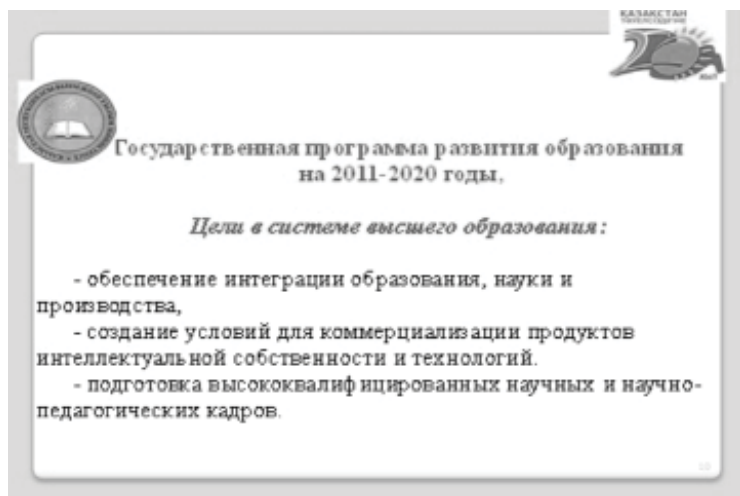 ҚАЗАҚСТАН
Государственная программа развития образования
на 2011-2020 годы,
Цели в системе высшего образования:
- обеспечение интеграции образования, науки и
производства,
- создание условий для коммерциализации продуктов
интеллектуальной собственности и технологий.
- подготовка высококвалифицированных научных и научно-
педагогических кадров.